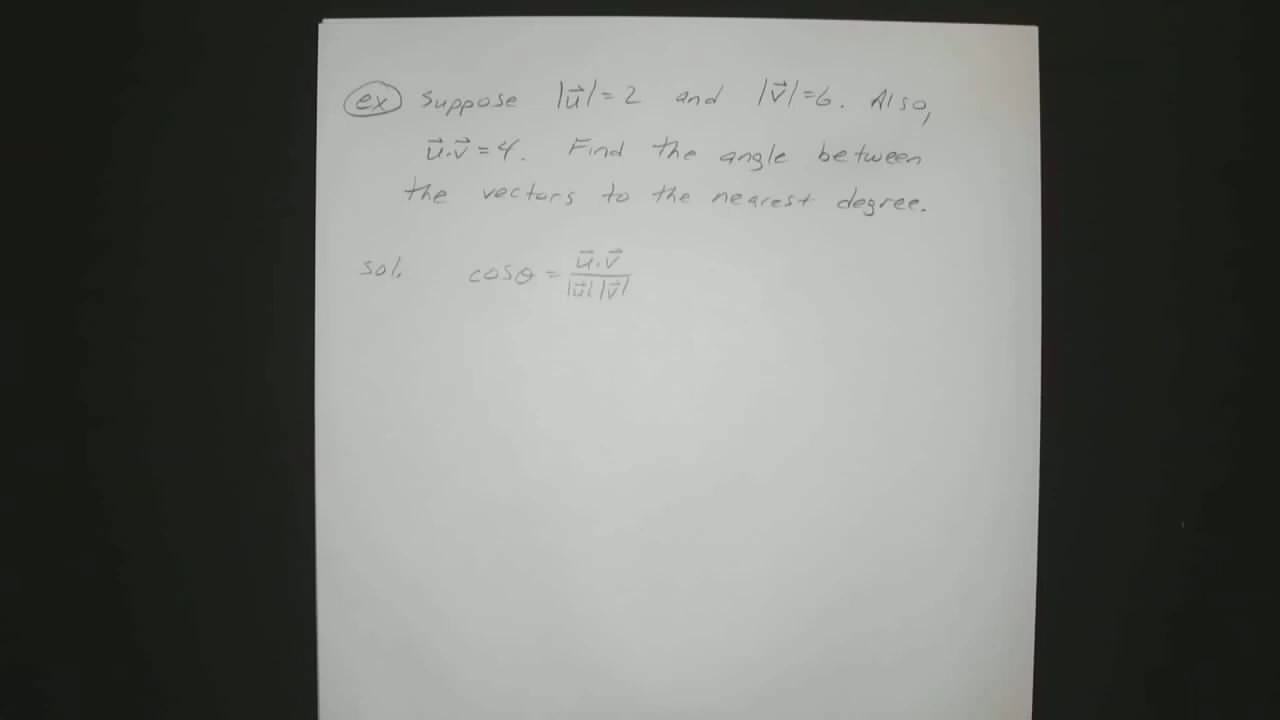 ex Suppose |u⃗|=2 and |v⃗|=6. Also,
u⃗·v⃗=4. Find the angle between
the vectors to the nearest degree.
sol. cosθ = u⃗·v⃗ / |u⃗||v⃗|